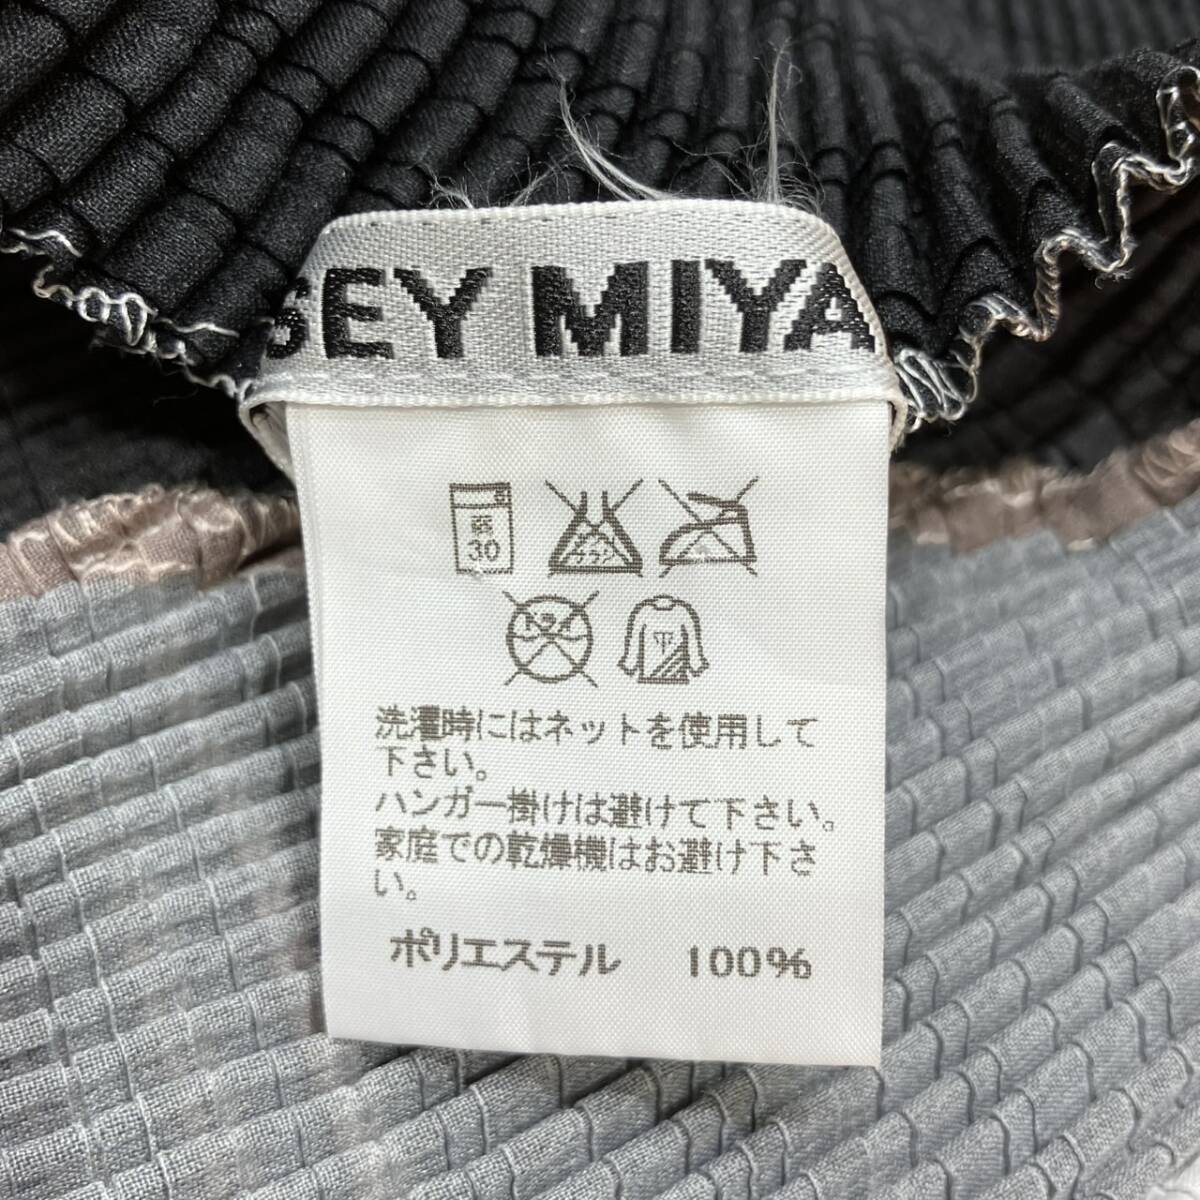 SEY MIYA
弱
30
洗濯時にはネットを使用して
下さい。
ハンガー掛けは避けて下さい。
家庭での乾燥機はお避け下さ
い。
ポリエステル 100%